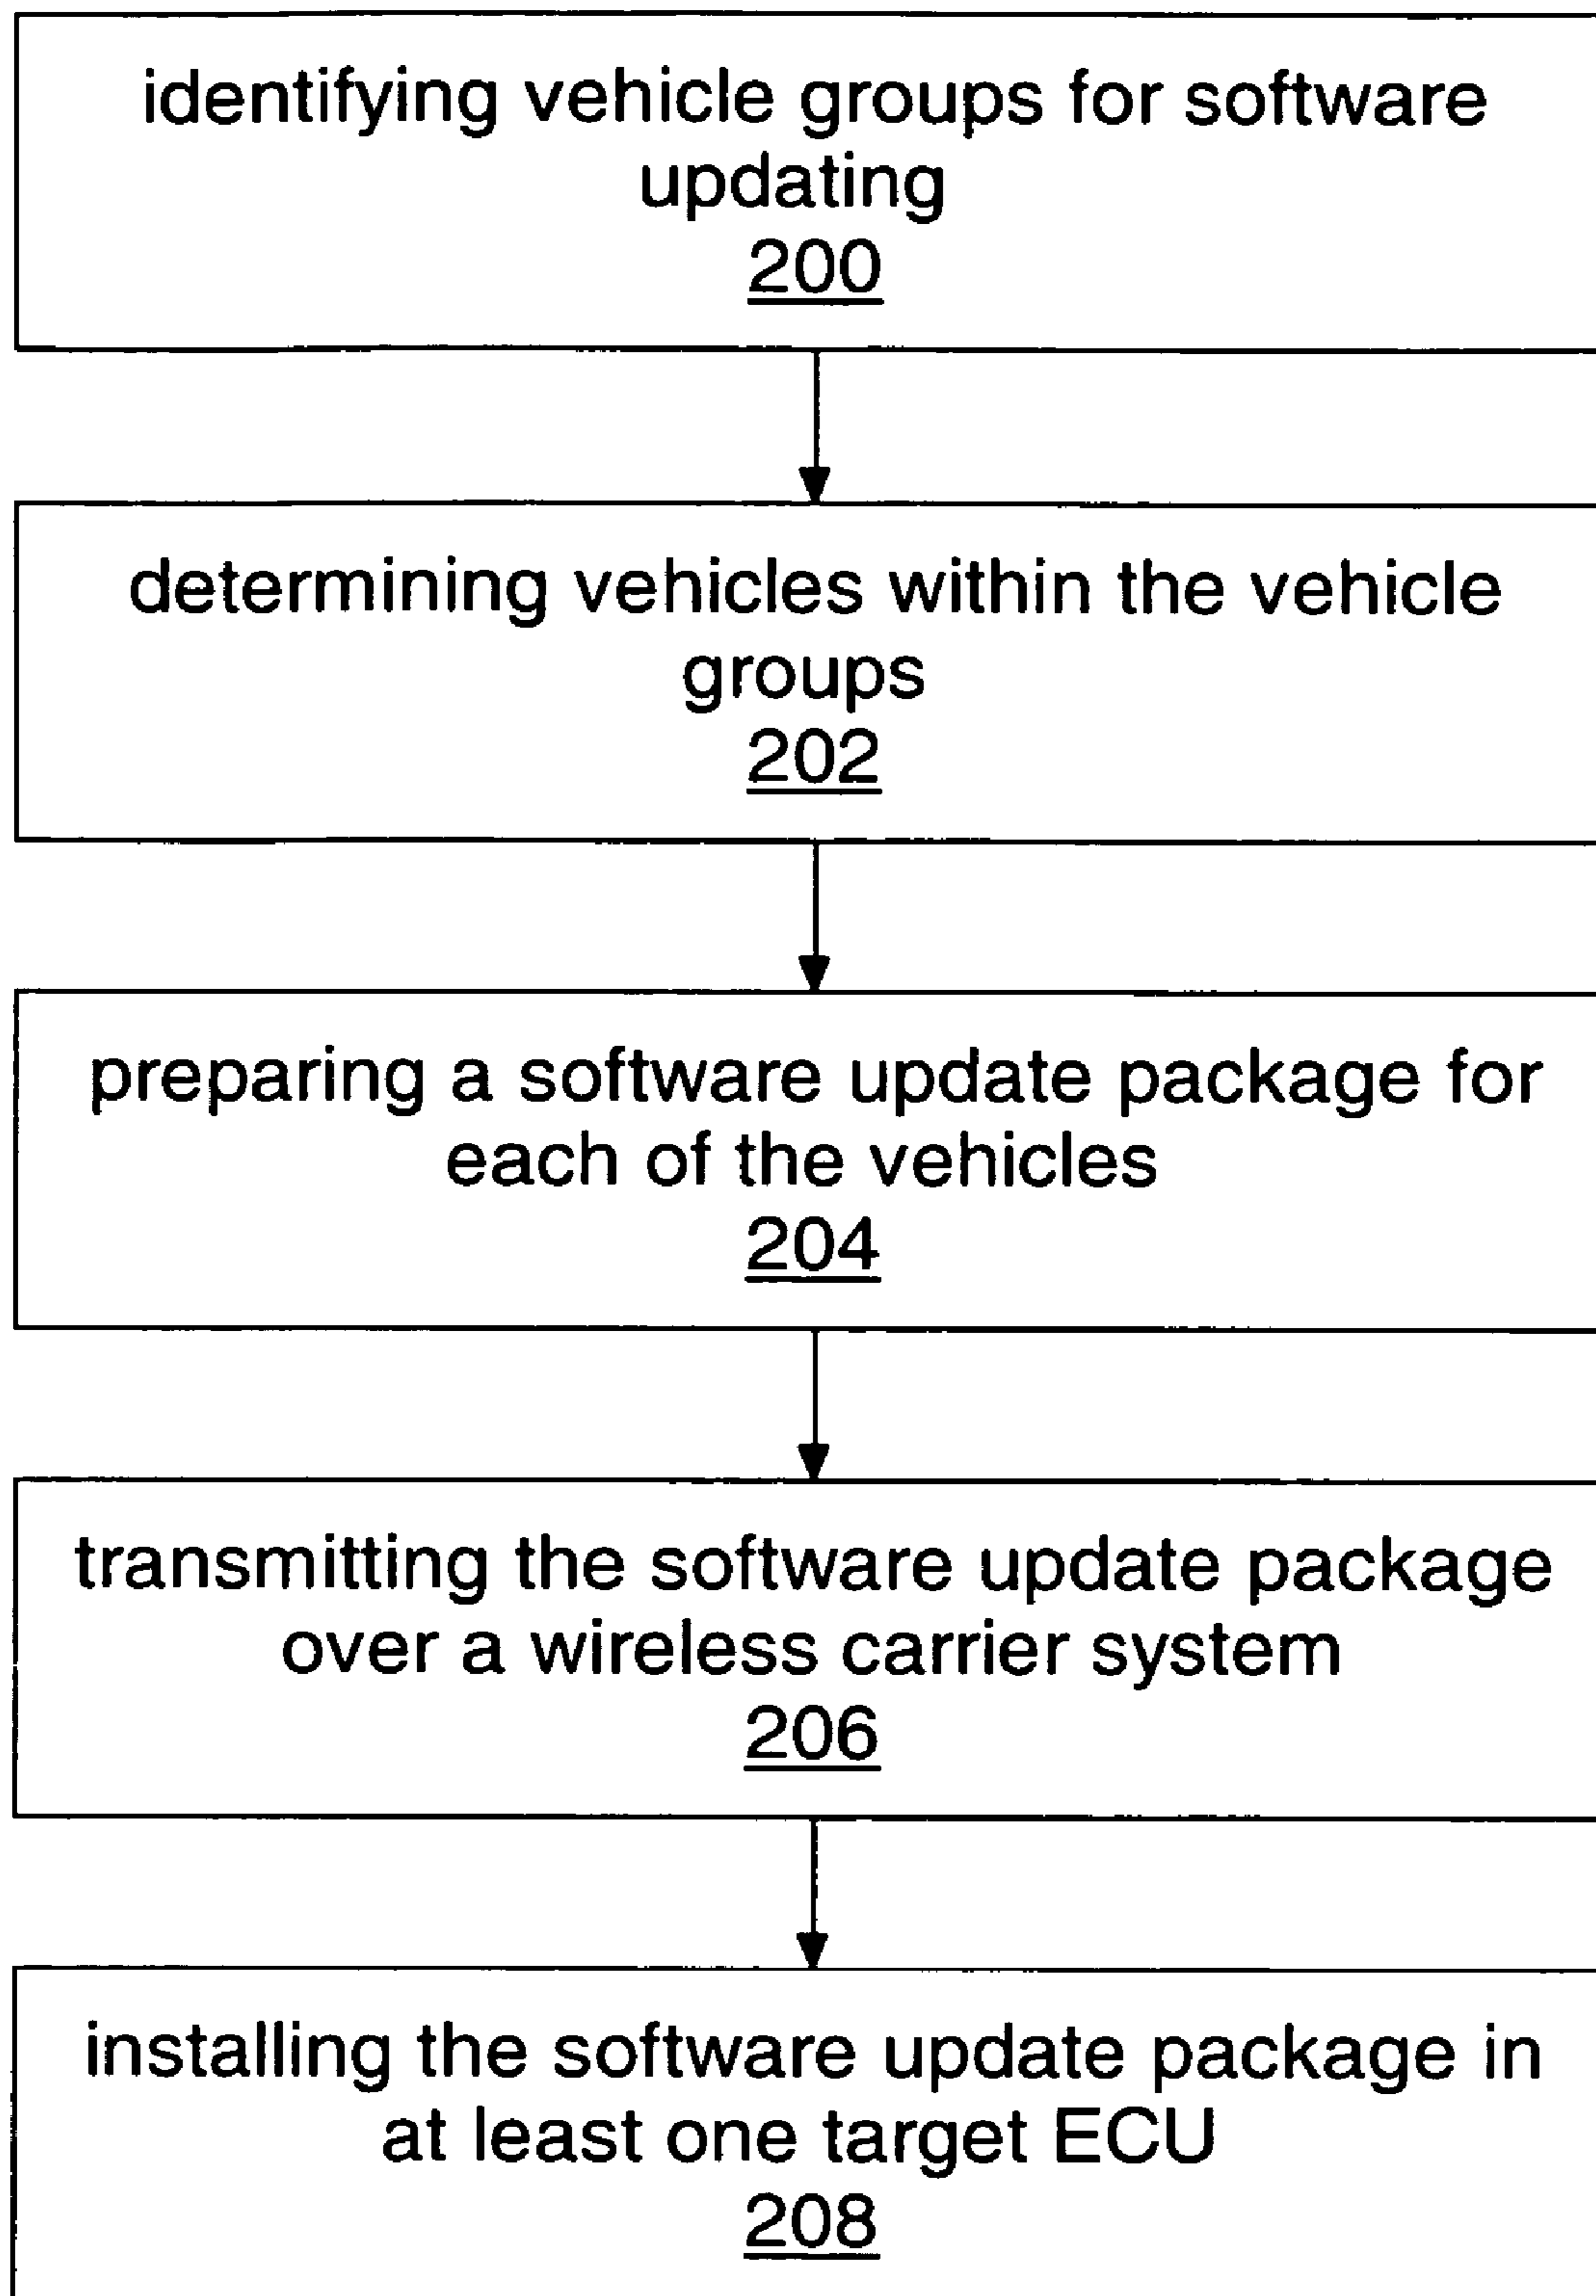 identifying vehicle groups for software
updating
200
determining vehicles within the vehicle
groups
202
preparing a software update package for
each of the vehicles
204
transmitting the software update package
over a wireless carrier system
206
installing the software update package in
at least one target ECU
208